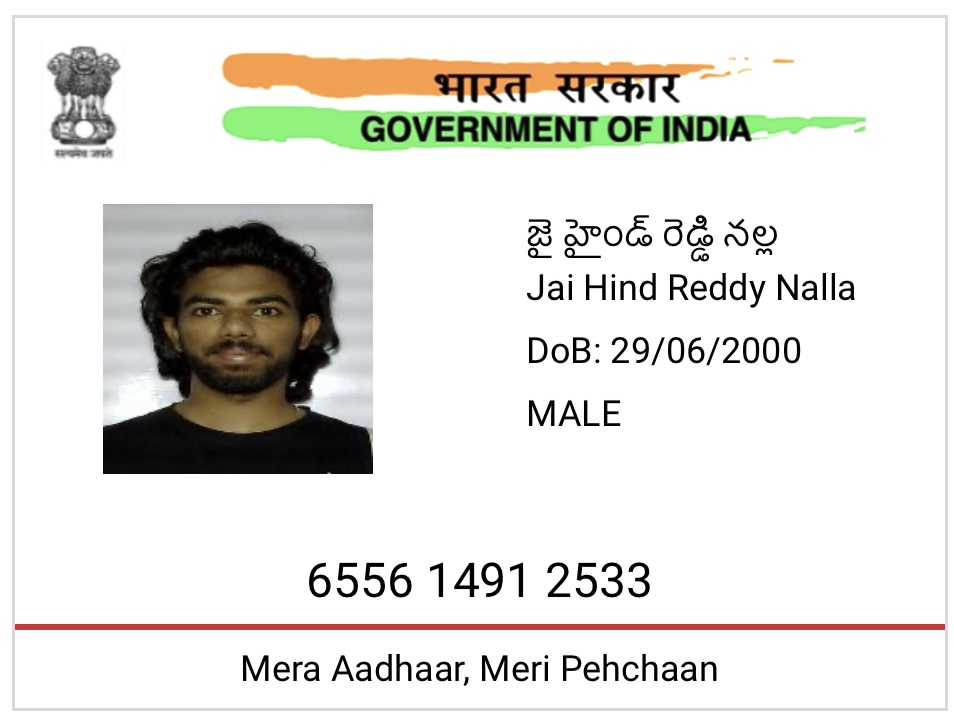 सत्यमेव जयते
भारत सरकार
GOVERNMENT OF INDIA
జై హైండ్ రెడ్డి నల్ల
Jai Hind Reddy Nalla
DoB: 29/06/2000
MALE
6556 1491 2533
Mera Aadhaar, Meri Pehchaan